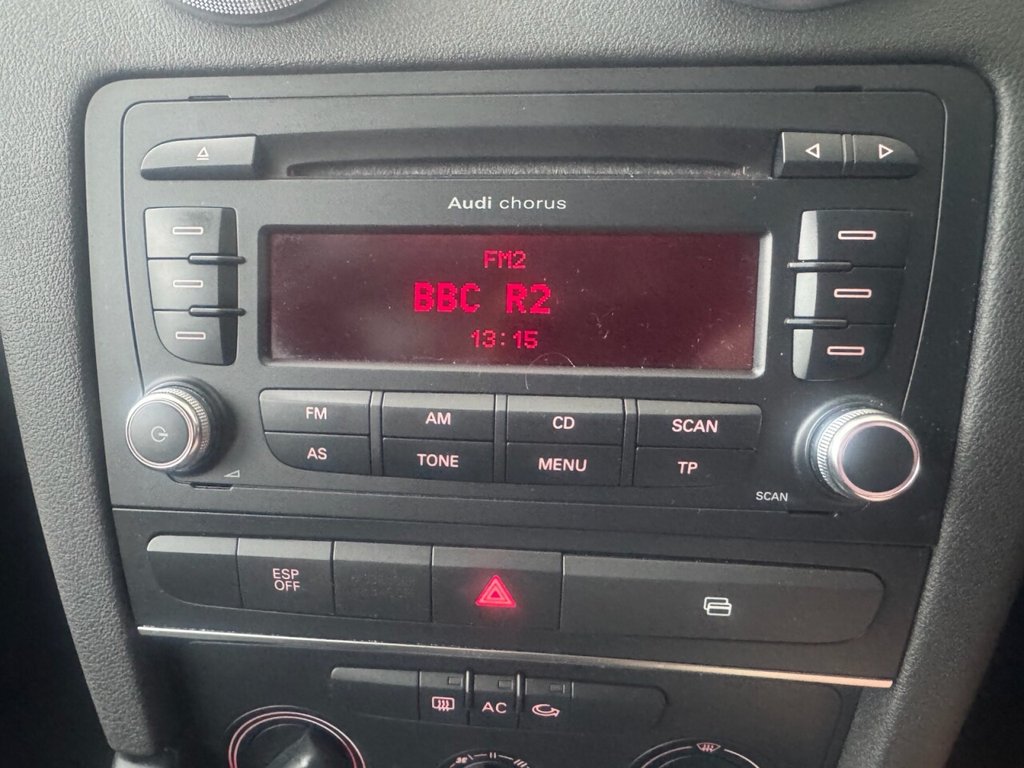 Audi chorus
FM2
BBC R2
13:15
FM AM CD SCAN
AS TONE MENU TP
SCAN
ESP
OFF
AC